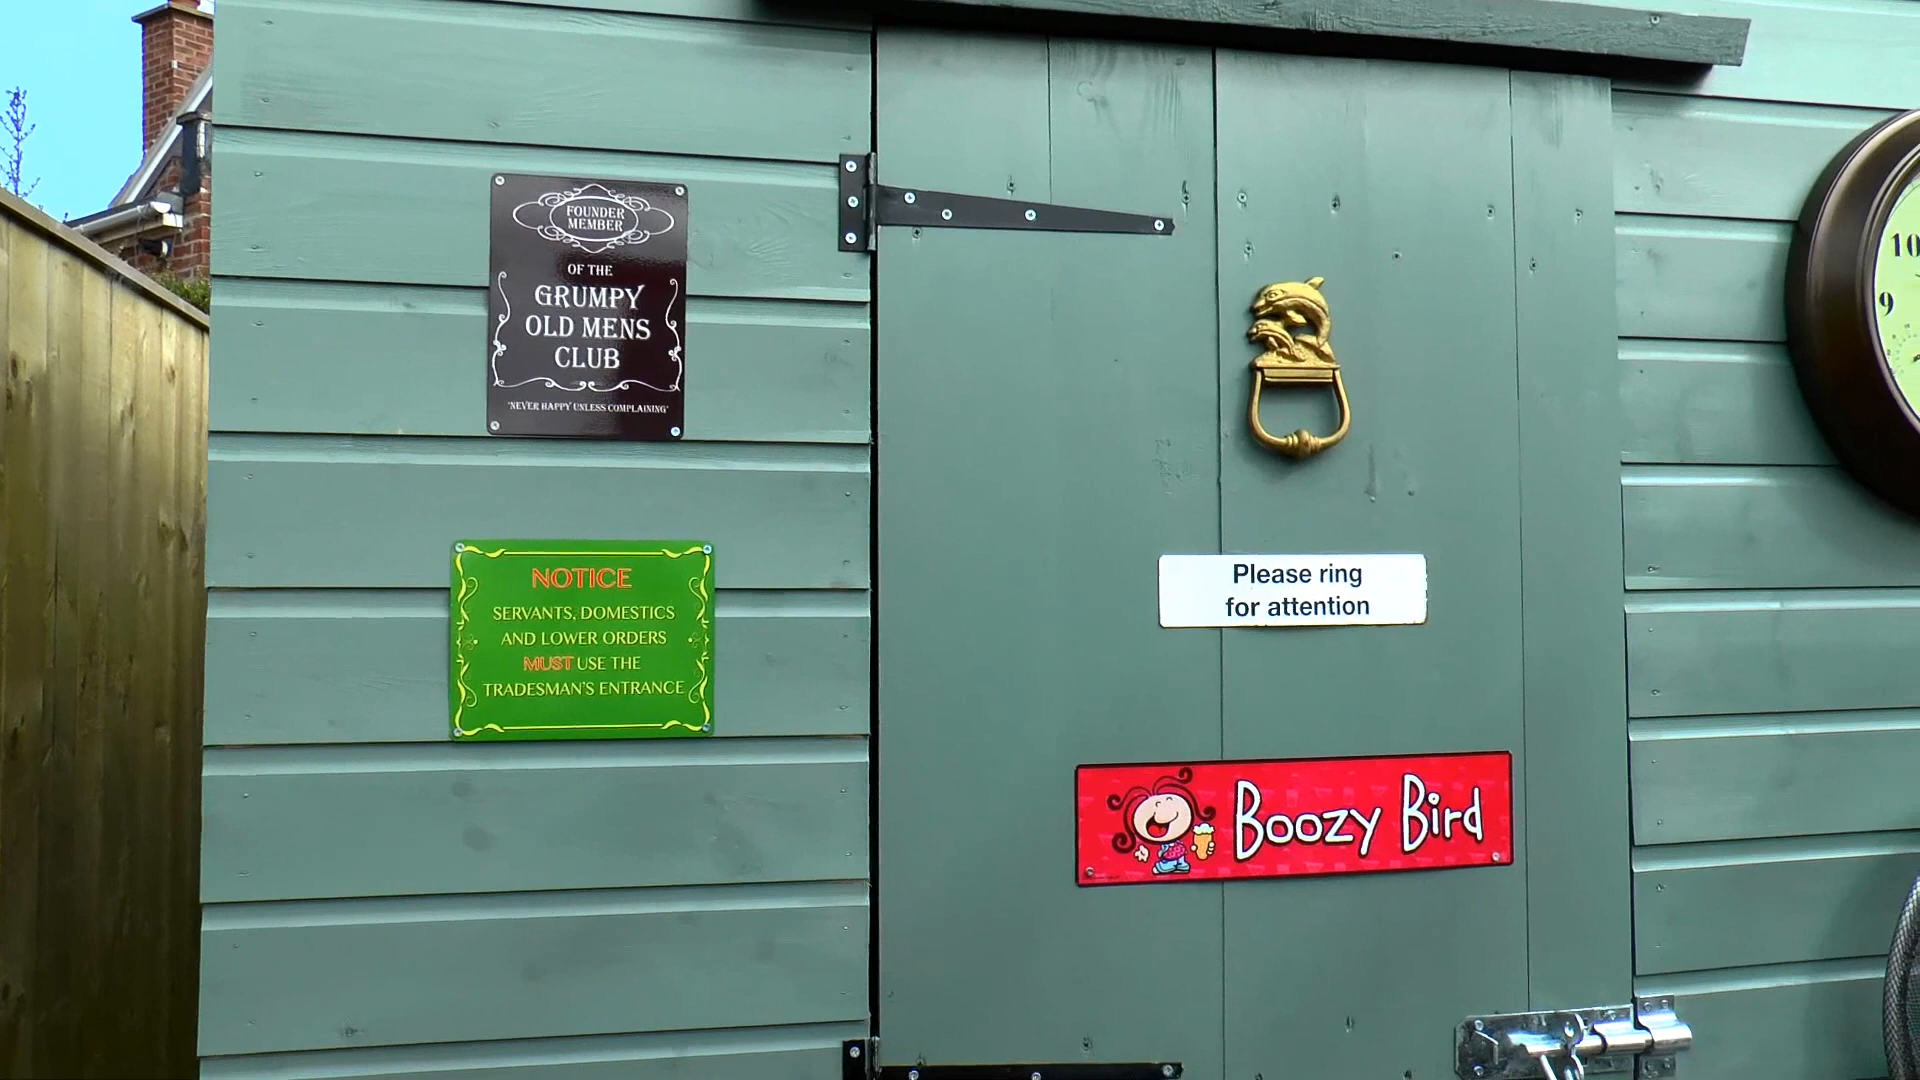 FOUNDER
MEMBER
OF THE
GRUMPY
OLD MENS
CLUB
'NEVER HAPPY UNLESS COMPLAINING'
NOTICE
SERVANTS, DOMESTICS
AND LOWER ORDERS
MUST USE THE
TRADESMAN'S ENTRANCE
Please ring
for attention
Boozy Bird
10
9